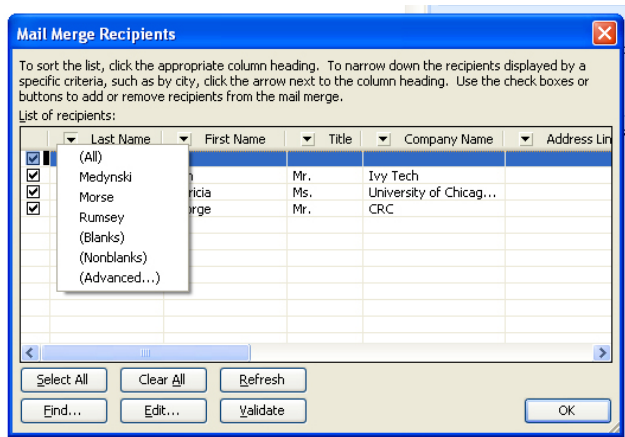 Mail Merge Recipients
To sort the list, click the appropriate column heading. To narrow down the recipients displayed by a
specific criteria, such as by city, click the arrow next to the column heading. Use the check boxes or
buttons to add or remove recipients from the mail merge.
List of recipients:
Last Name First Name Title Company Name Address Lin
(All)
Medynski Mr. Ivy Tech
Morse ricia Ms. University of Chicag...
Rumsey orge Mr. CRC
(Blanks)
(Nonblanks)
(Advanced...)
Select All Clear All Refresh
Find... Edit... Validate OK